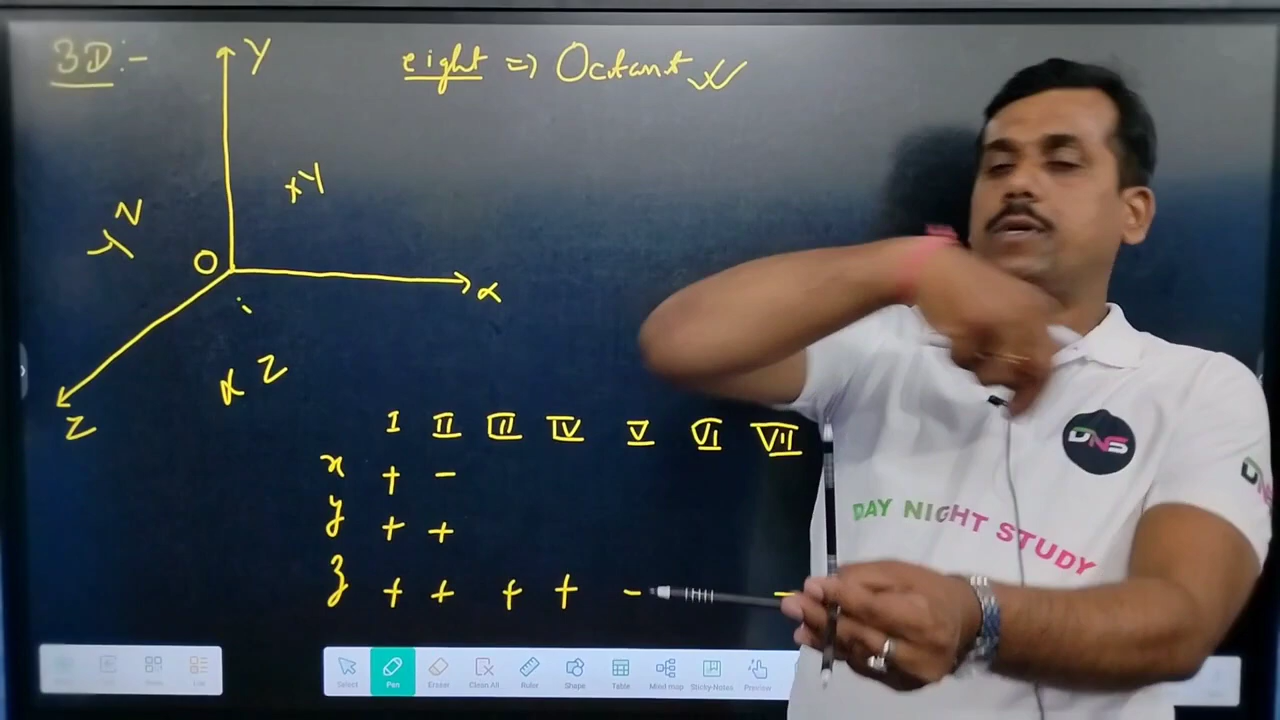 3D:-
Y
eight => Octant
XY
YZ
O
x
XZ
Z
I II III IV V VI VII
x + -
y + +
z + + + + - -
DNS
DAY NIGHT STUDY
Select Pen Eraser Clean All Ruler Shape Table Mind map Sticky-Notes Preview